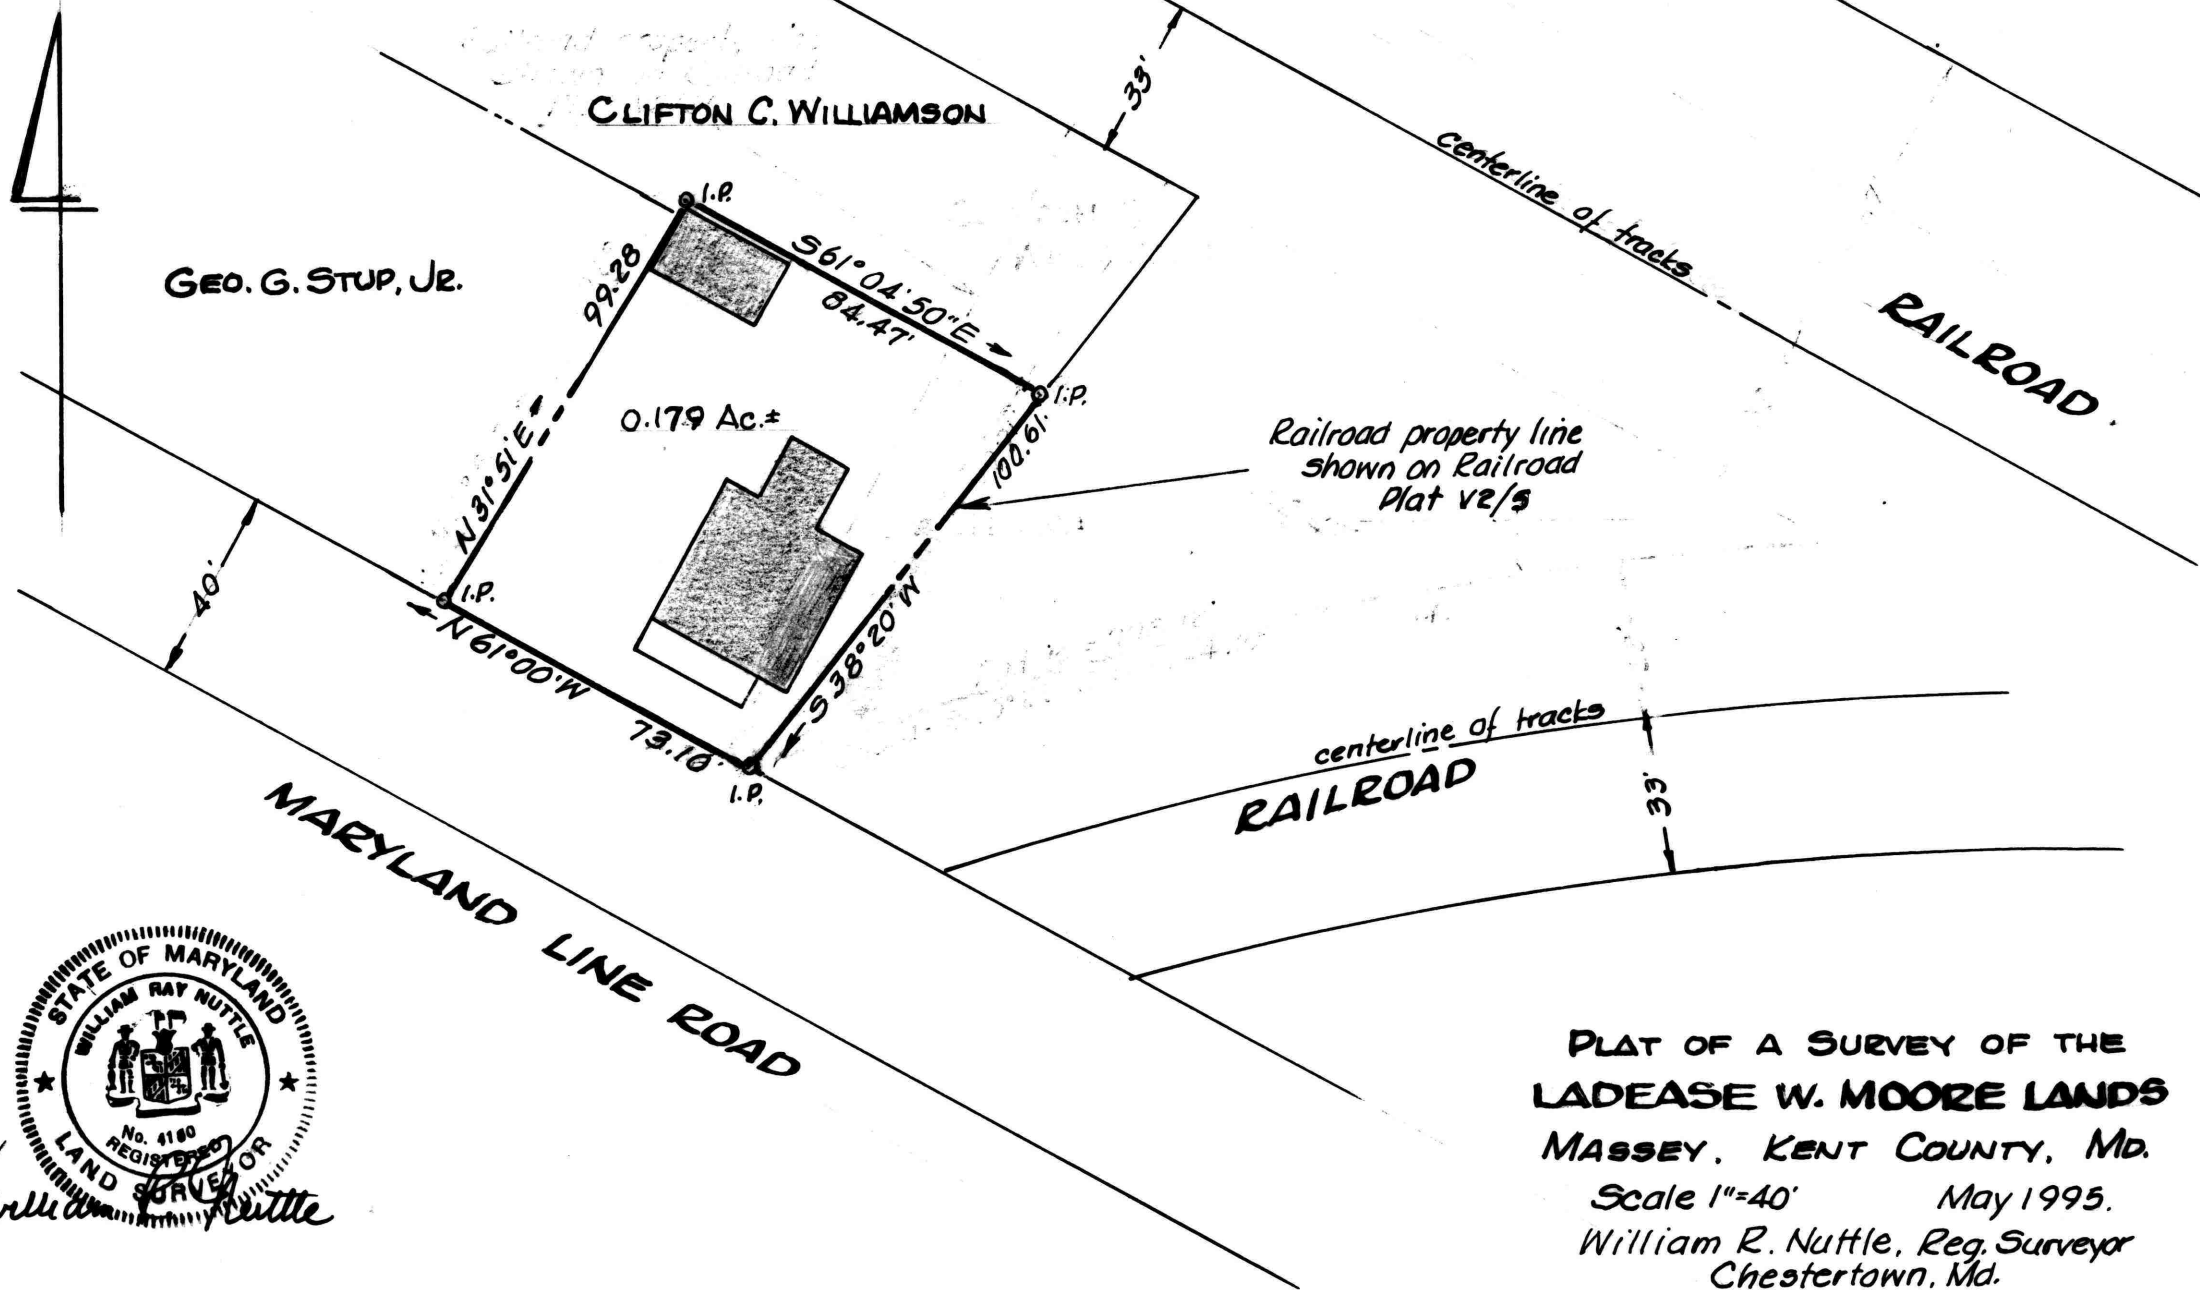 CLIFTON C. WILLIAMSON
33'
centerline of tracks
RAILROAD
I.P.
GEO. G. STUP, JR.
99.28
S61°04'50"E
84.47'
0.179 Ac.±
I.P.
100.61
Railroad property line
shown on Railroad
Plat V2/5
N 31°51'E
40'
I.P.
N61°00'W
73.10'
S 38°20'W
I.P.
centerline of tracks
RAILROAD
33'
MARYLAND LINE ROAD
STATE OF MARYLAND
WILLIAM RAY NUTTLE
No. 4160
REGISTERED
LAND SURVEYOR
William R. Nuttle
PLAT OF A SURVEY OF THE
LADEASE W. MOORE LANDS
MASSEY, KENT COUNTY, MD.
Scale 1"=40' May 1995.
William R. Nuttle, Reg. Surveyor
Chestertown, Md.